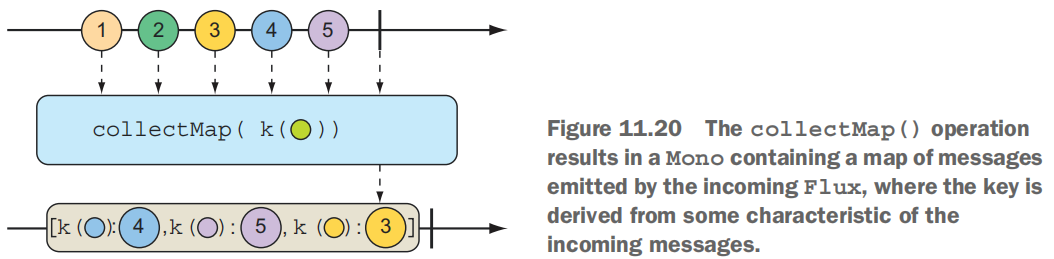 1 2 3 4 5
collectMap( k( ))
[k ( ): 4 ,k ( ): 5 , k ( ): 3 ]
Figure 11.20 The collectMap() operation
results in a Mono containing a map of messages
emitted by the incoming Flux, where the key is
derived from some characteristic of the
incoming messages.